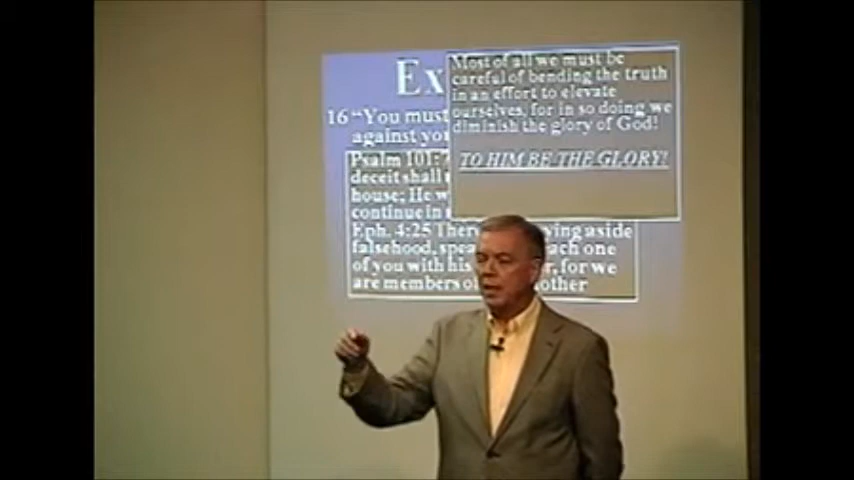 Ex
16 "You must
against you
Most of all we must be
careful of bending the truth
in an effort to elevate
ourselves, for in so doing we
diminish the glory of God!
TO HIM BE THE GLORY!
Psalm 101:7
deceit shall
house; He w
continue in
Eph. 4:25 There ying aside
falsehood, spea each one
of you with his r, for we
are members o other